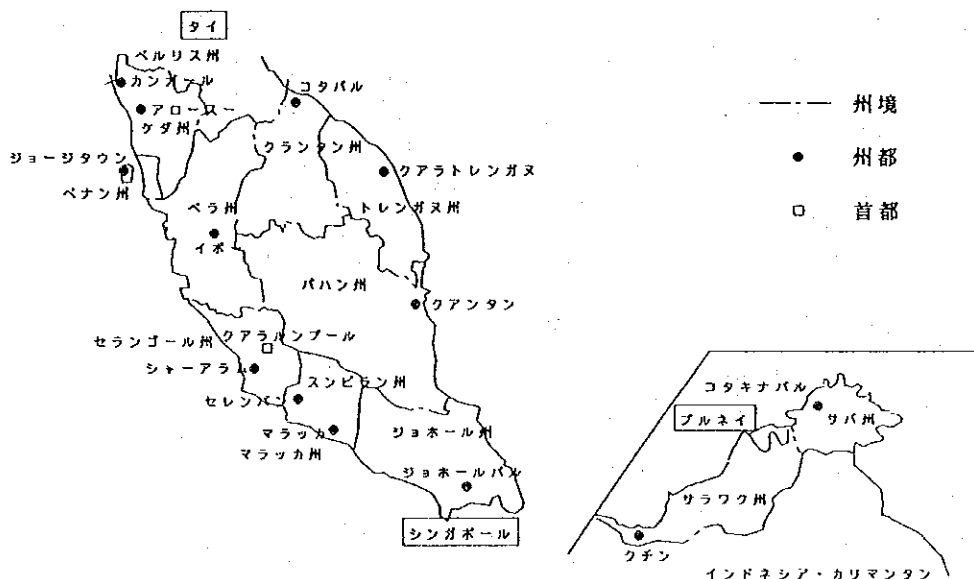 タイ
ペルリス州
カンガール
コタバル
アロースター
ケダ州
クランタン州
ジョージタウン
クアラトレンガヌ
ペナン州
ペラ州
トレンガヌ州
イポー
パハン州
クアンタン
クアラルンプール
セランゴール州
シャーアラム
スンビラン州
セレンバン
マラッカ
ジョホール州
マラッカ州
ジョホールバル
シンガポール
州境
州都
首都
コタキナバル
ブルネイ
サバ州
サラワク州
クチン
インドネシア・カリマンタン